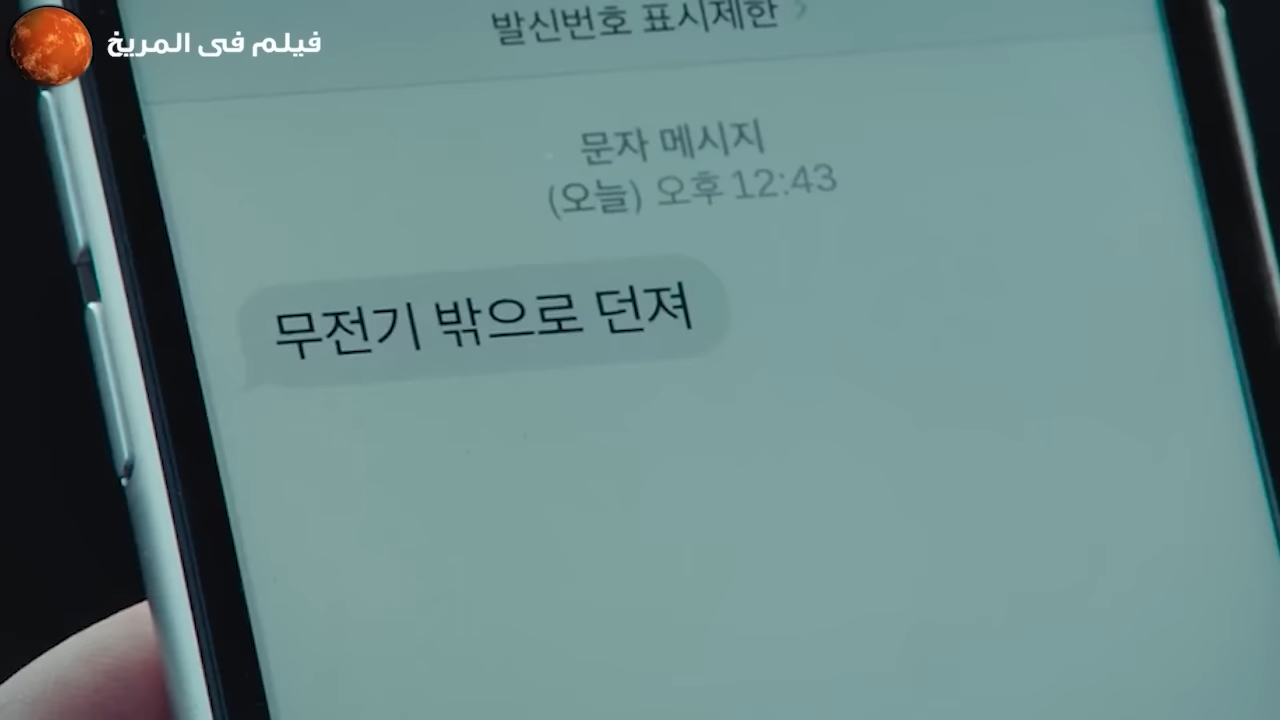 فيلم فى المريخ
발신번호 표시제한
문자 메시지
(오늘) 오후 12:43
무전기 밖으로 던져